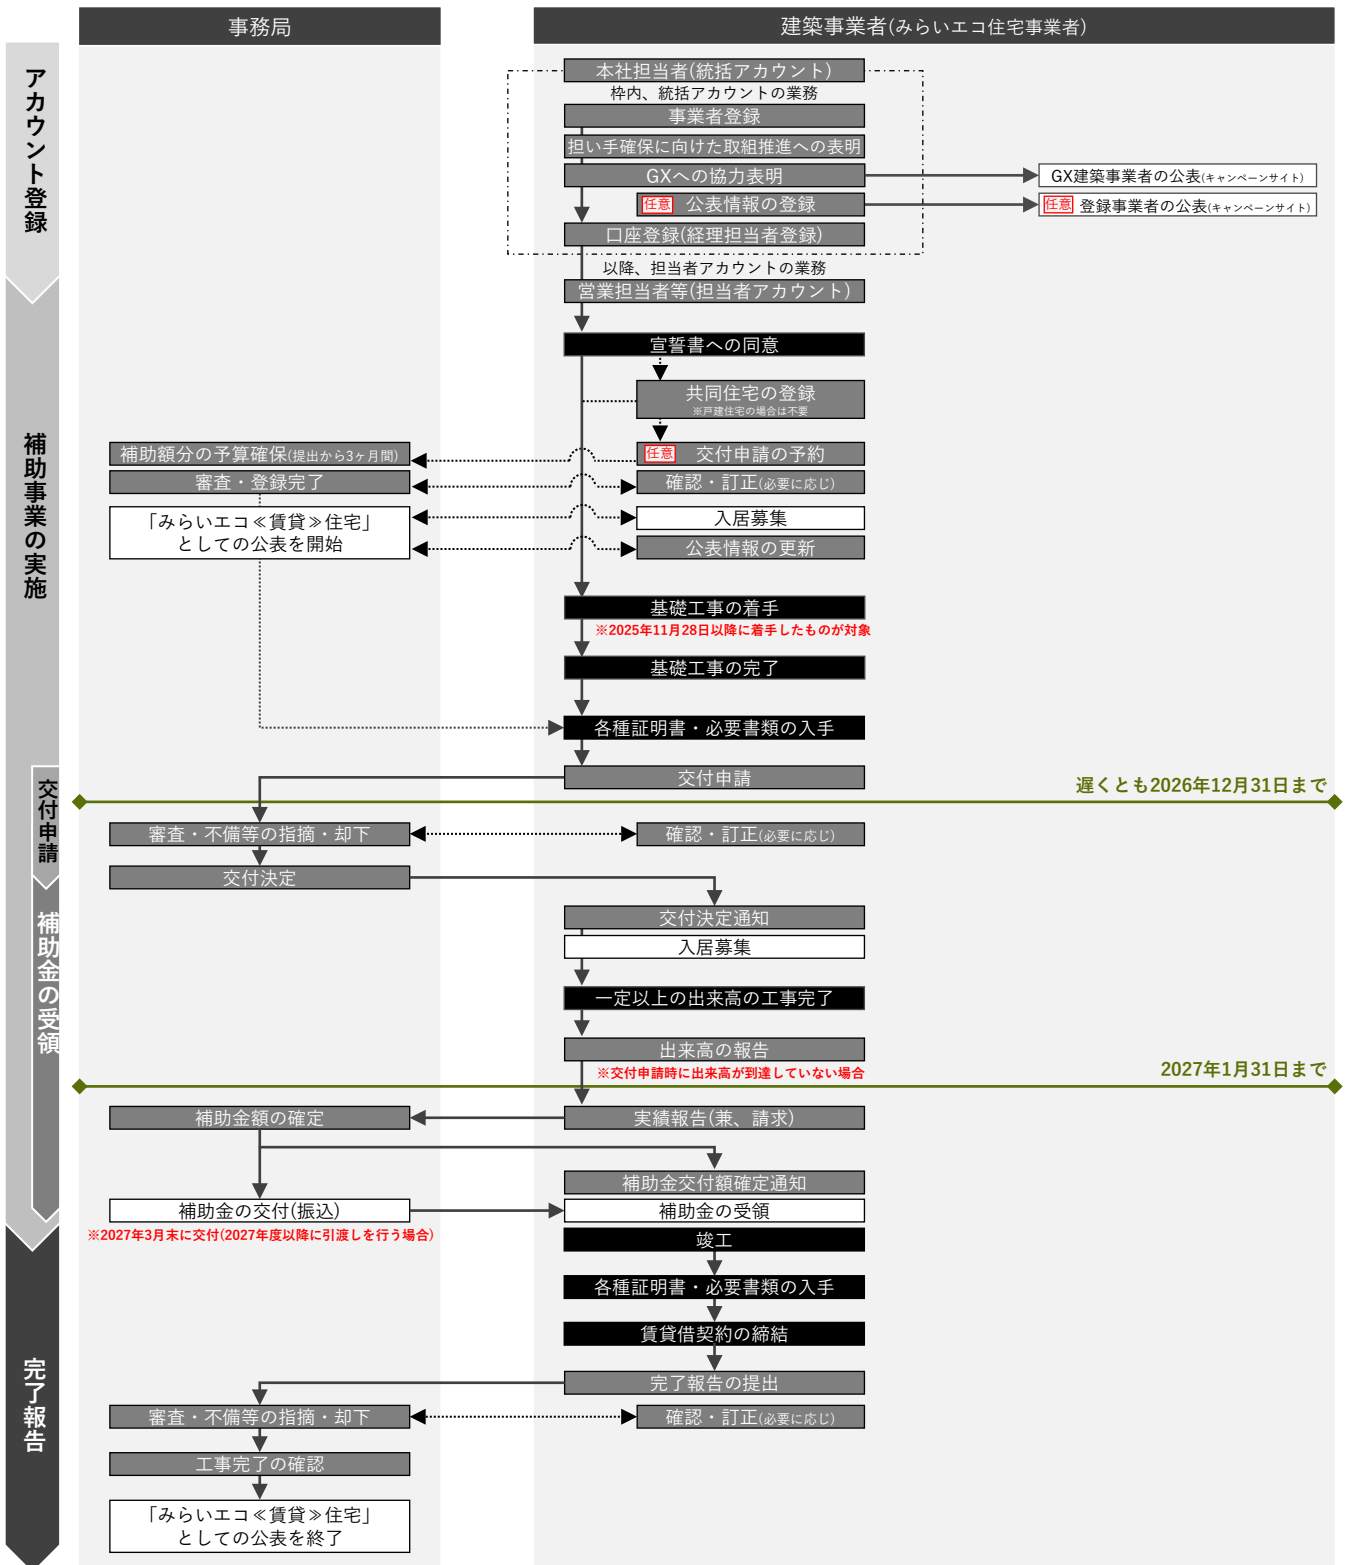 事務局
建築事業者(みらいエコ住宅事業者)
アカウント登録
本社担当者(統括アカウント)
枠内、統括アカウントの業務
事業者登録
担い手確保に向けた取組推進への表明
GXへの協力表明
GX建築事業者の公表(キャンペーンサイト)
任意 公表情報の登録
任意 登録事業者の公表(キャンペーンサイト)
口座登録(経理担当者登録)
以降、担当者アカウントの業務
営業担当者等(担当者アカウント)
補助事業の実施
宣誓書への同意
共同住宅の登録
※戸建住宅の場合は不要
補助額分の予算確保(提出から3ヶ月間)
任意 交付申請の予約
審査・登録完了
確認・訂正(必要に応じ)
「みらいエコ≪賃貸≫住宅」
としての公表を開始
入居募集
公表情報の更新
基礎工事の着手
※2025年11月28日以降に着手したものが対象
基礎工事の完了
各種証明書・必要書類の入手
交付申請
交付申請
遅くとも2026年12月31日まで
審査・不備等の指摘・却下
確認・訂正(必要に応じ)
交付決定
補助金の受領
交付決定通知
入居募集
一定以上の出来高の工事完了
出来高の報告
※交付申請時に出来高が到達していない場合
2027年1月31日まで
補助金額の確定
実績報告(兼、請求)
補助金交付額確定通知
補助金の交付(振込)
補助金の受領
※2027年3月末に交付(2027年度以降に引渡しを行う場合)
竣工
各種証明書・必要書類の入手
賃貸借契約の締結
完了報告
完了報告の提出
審査・不備等の指摘・却下
確認・訂正(必要に応じ)
工事完了の確認
「みらいエコ≪賃貸≫住宅」
としての公表を終了